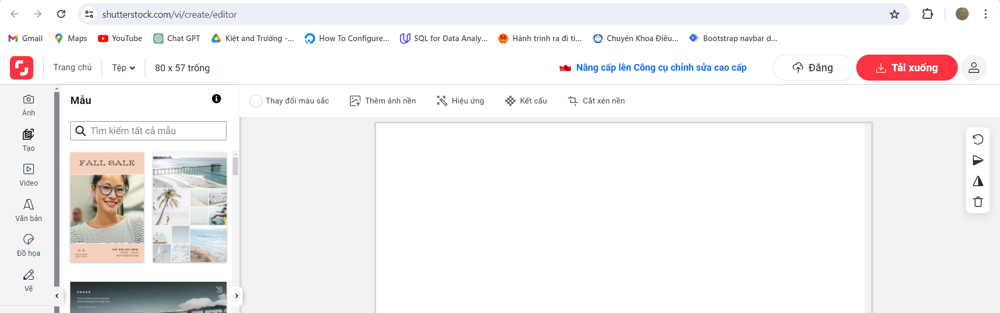 shutterstock.com/vi/create/editor
Gmail Maps YouTube Chat GPT Kiệt and Trường -... How To Configure... SQL for Data Analy... Hành trình ra đi tì... Chuyên Khoa Điều... Bootstrap navbar d...
Trang chủ Tệp 80 x 57 trống Nâng cấp lên Công cụ chỉnh sửa cao cấp Đăng Tải xuống
Ảnh
Tạo
Video
Văn bản
Đồ họa
Vẽ
Mẫu
Tìm kiếm tất cả mẫu
FALL SALE
UP TO 25% OFF
STOREWIDE
Thay đổi màu sắc Thêm ảnh nền Hiệu ứng Kết cấu Cắt xén nền